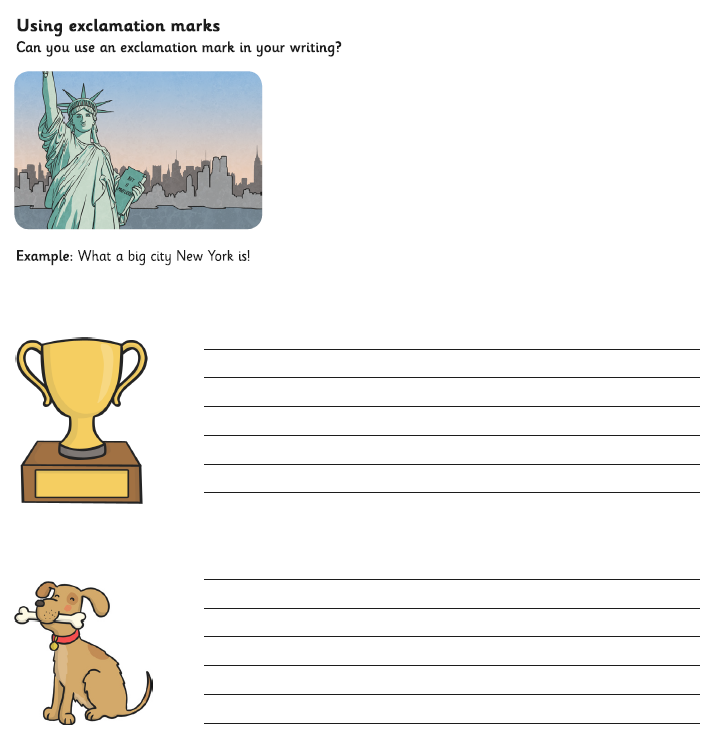 Using exclamation marks
Can you use an exclamation mark in your writing?
Example: What a big city New York is!